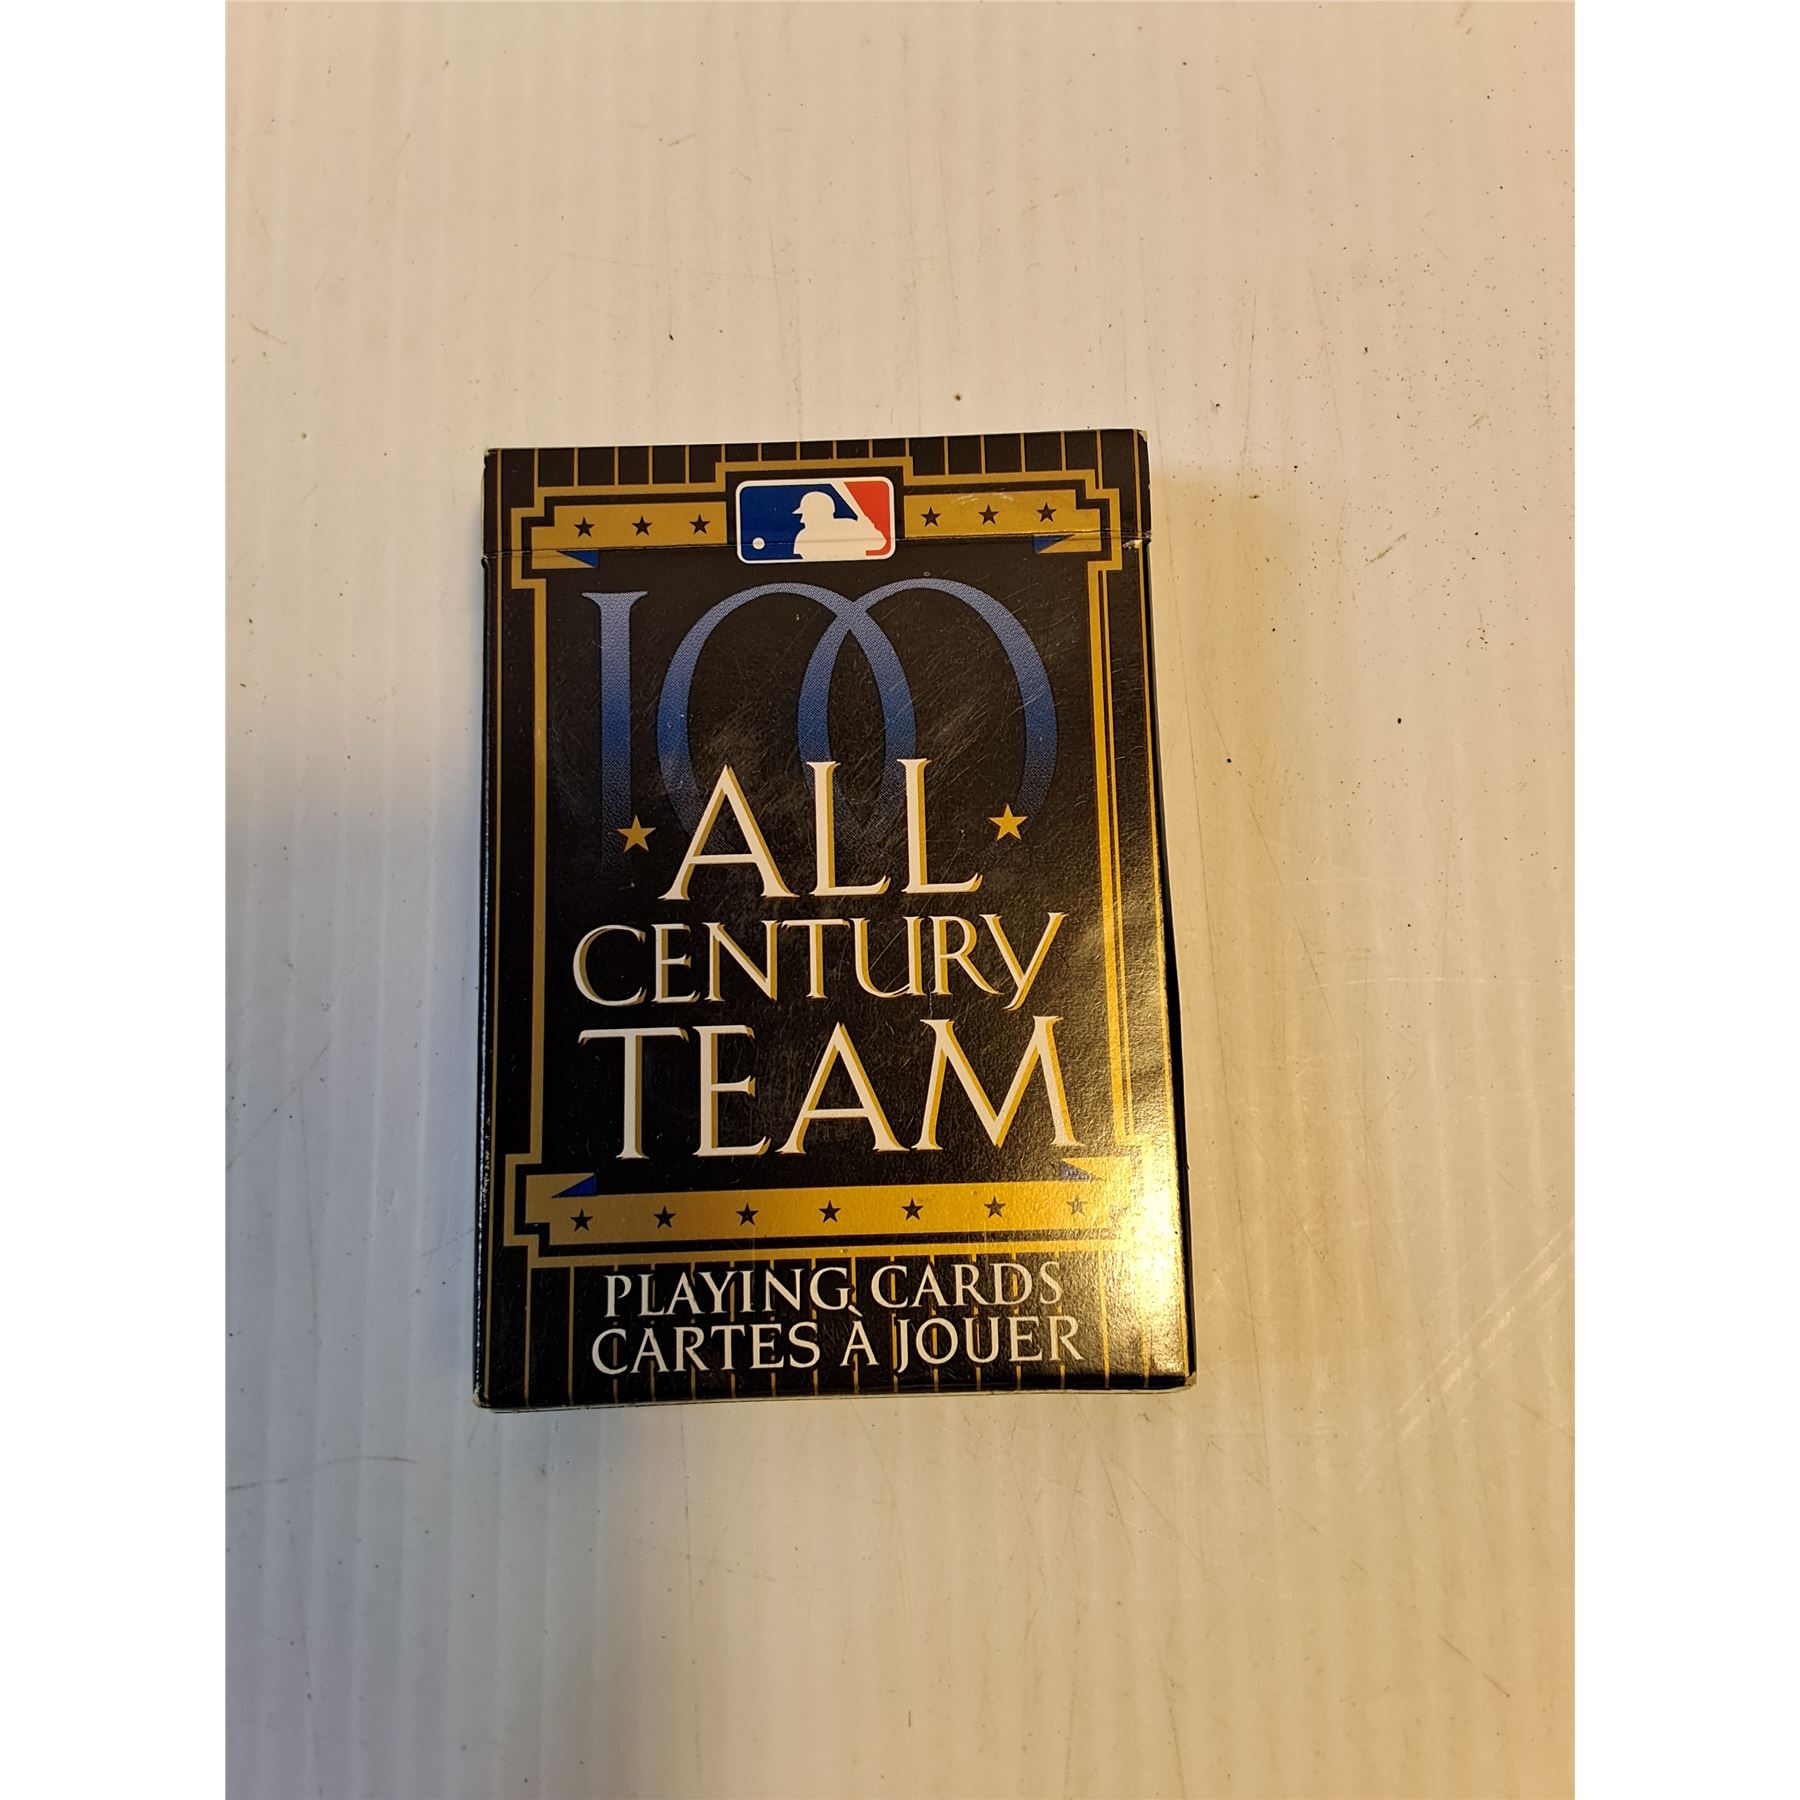 100
ALL
CENTURY
TEAM
PLAYING CARDS
CARTES À JOUER